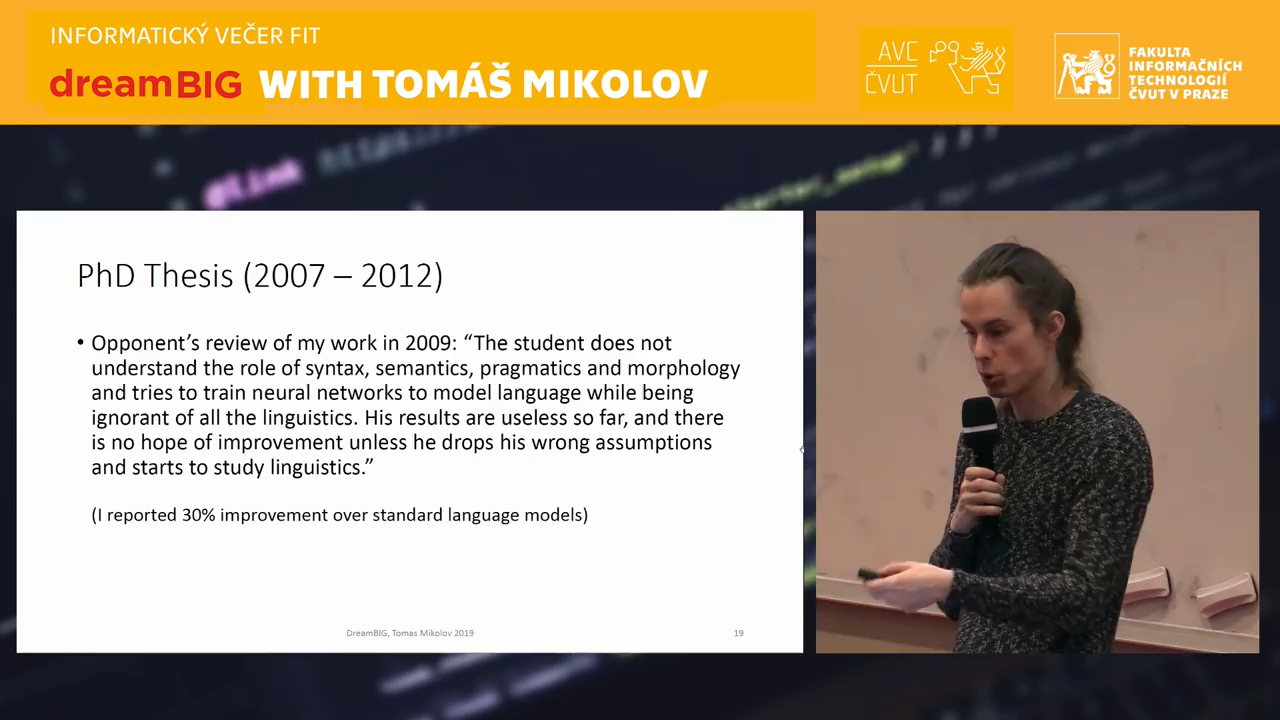 INFORMATICKÝ VEČER FIT
dreamBIG WITH TOMÁŠ MIKOLOV
AVC
ČVUT
FAKULTA
INFORMAČNÍCH
TECHNOLOGIÍ
ČVUT V PRAZE
@link
PhD Thesis (2007 – 2012)
• Opponent’s review of my work in 2009: “The student does not
understand the role of syntax, semantics, pragmatics and morphology
and tries to train neural networks to model language while being
ignorant of all the linguistics. His results are useless so far, and there
is no hope of improvement unless he drops his wrong assumptions
and starts to study linguistics.”
(I reported 30% improvement over standard language models)
DreamBIG, Tomas Mikolov 2019
19